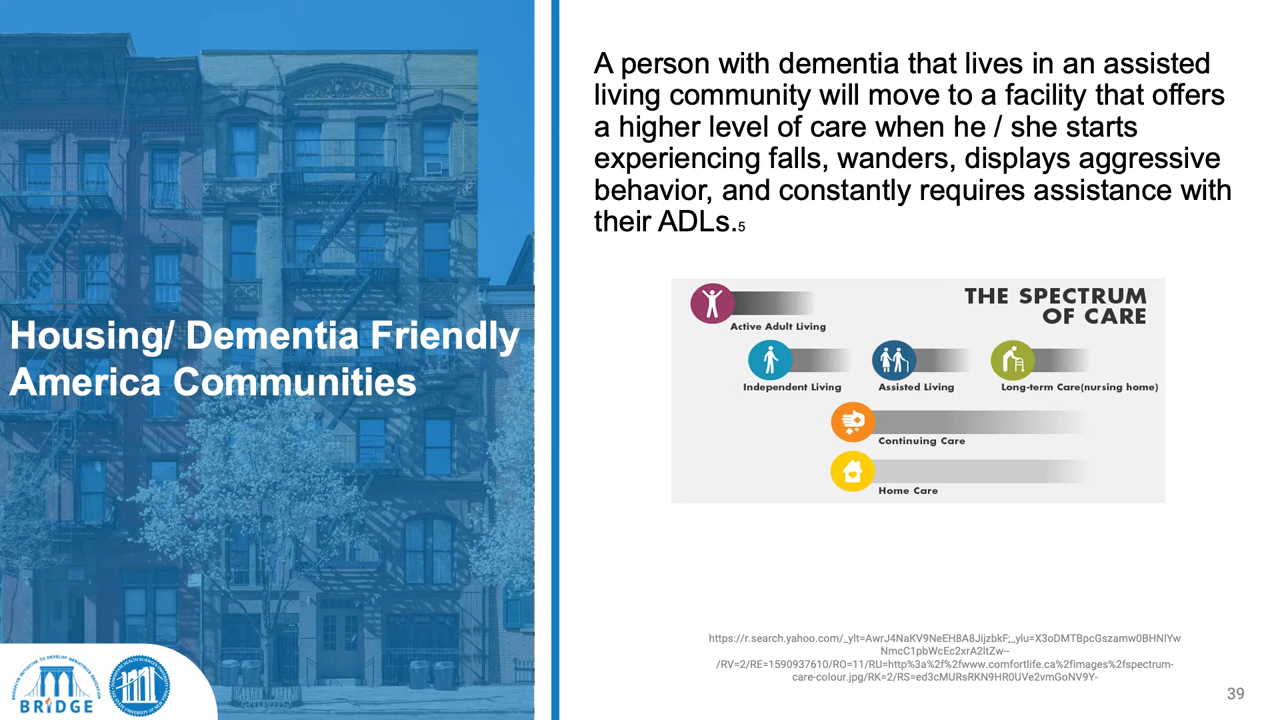 Housing/ Dementia Friendly
America Communities
BRIDGE
A person with dementia that lives in an assisted
living community will move to a facility that offers
a higher level of care when he / she starts
experiencing falls, wanders, displays aggressive
behavior, and constantly requires assistance with
their ADLs.5
THE SPECTRUM
OF CARE
Active Adult Living
Independent Living
Assisted Living
Long-term Care(nursing home)
Continuing Care
Home Care
https://r.search.yahoo.com/_ylt=AwrJ4NaKV9NeEH8A8JijzbkF;_ylu=X3oDMTBpcGszamw0BHNlYw
NmcC1pbWcEc2xrA2ltZw--
/RV=2/RE=1590937610/RO=11/RU=http%3a%2f%2fwww.comfortlife.ca%2fimages%2fspectrum-
care-colour.jpg/RK=2/RS=ed3cMURsRKN9HR0UVe2vmGoNV9Y-
39